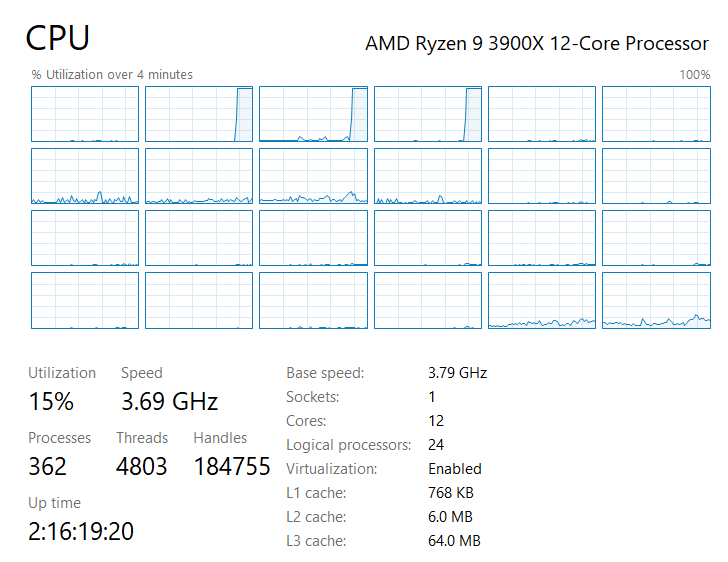 CPU
AMD Ryzen 9 3900X 12-Core Processor
% Utilization over 4 minutes
100%
Utilization Speed
15% 3.69 GHz
Processes Threads Handles
362 4803 184755
Up time
2:16:19:20
Base speed: 3.79 GHz
Sockets: 1
Cores: 12
Logical processors: 24
Virtualization: Enabled
L1 cache: 768 KB
L2 cache: 6.0 MB
L3 cache: 64.0 MB